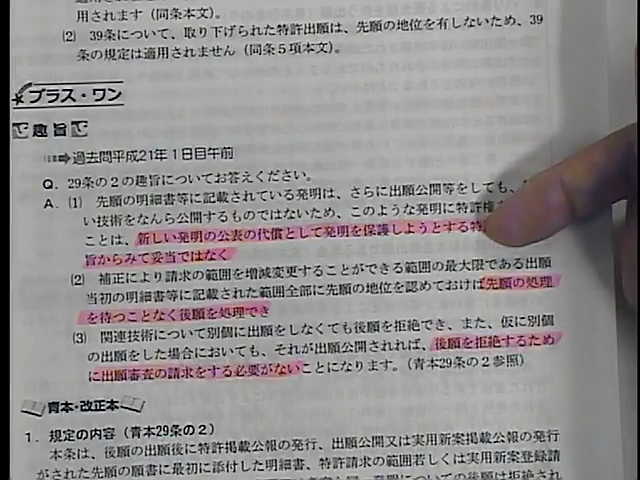 用されます（同条本文）。
(2) 39条について、取り下げられた特許出願は、先願の地位を有しないため、39
条の規定は適用されません（同条5項本文）。
プラス・ワン
趣旨
過去問平成21年1日目午前
Q. 29条の2の趣旨についてお答えください。
A. (1) 先願の明細書等に記載されている発明は、さらに出願公開等をしても、
い技術をなんら公開するものではないため、このような発明に特許権
ことは、新しい発明の公表の代償として発明を保護しようとする特
旨からみて妥当ではなく
(2) 補正により請求の範囲を増減変更することができる範囲の最大限である出願
当初の明細書等に記載された範囲全部に先願の地位を認めておけば先願の処理
を待つことなく後願を処理でき
(3) 関連技術について別個に出願をしなくても後願を拒絶でき、また、仮に別個
の出願をした場合においても、それが出願公開されれば、後願を拒絶するため
に出願審査の請求をする必要がないことになります。（青本29条の2参照）
青本・改正本
1. 規定の内容（青本29条の2）
本条は、後願の出願後に特許掲載公報の発行、出願公開又は実用新案掲載公報の発行
がされた先願の願書に最初に添付した明細書、特許請求の範囲若しくは実用新案登録請